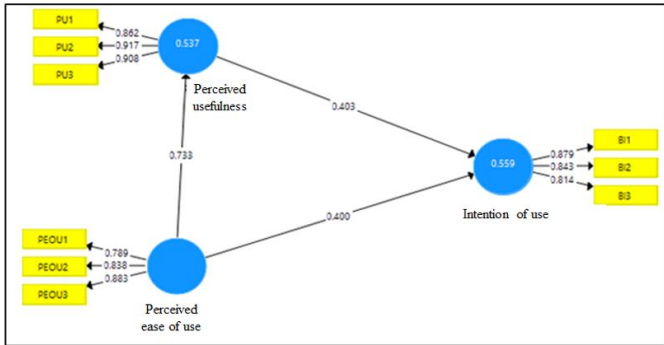 PU1
0.862
PU2
0.917
PU3
0.908
0.537
Perceived
usefulness
0.403
0.733
0.559
0.879
BI1
0.843
BI2
0.814
BI3
Intention of use
0.400
PEOU1
0.789
PEOU2
0.838
PEOU3
0.883
Perceived
ease of use